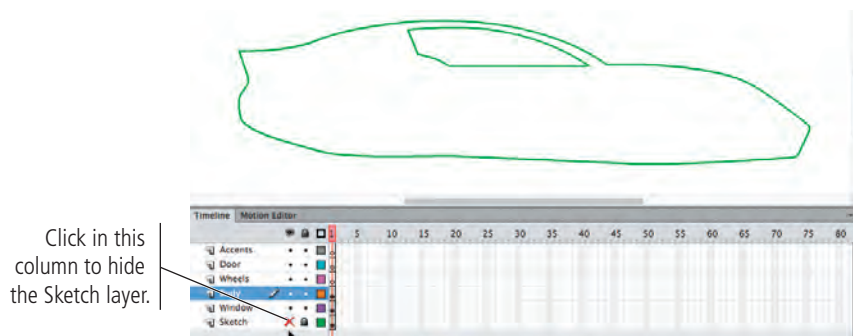 Timeline Motion Editor
1 5 10 15 20 25 30 35 40 45 50 55 60 65 70 75 80
Accents
Door
Wheels
Window
Sketch
Click in this
column to hide
the Sketch layer.